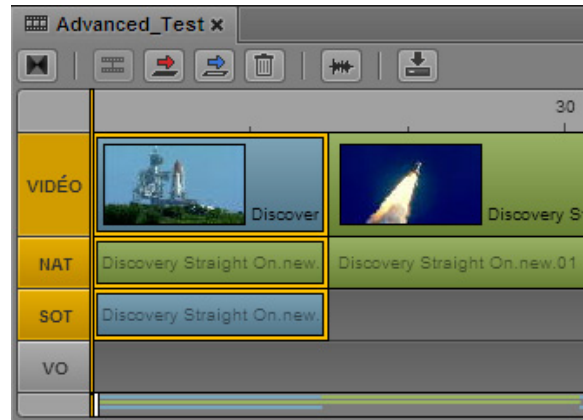 Advanced_Test x
30
VIDÉO
Discover
Discovery S
NAT
Discovery Straight On.new.
Discovery Straight On.new.01
SOT
Discovery Straight On.new.
VO